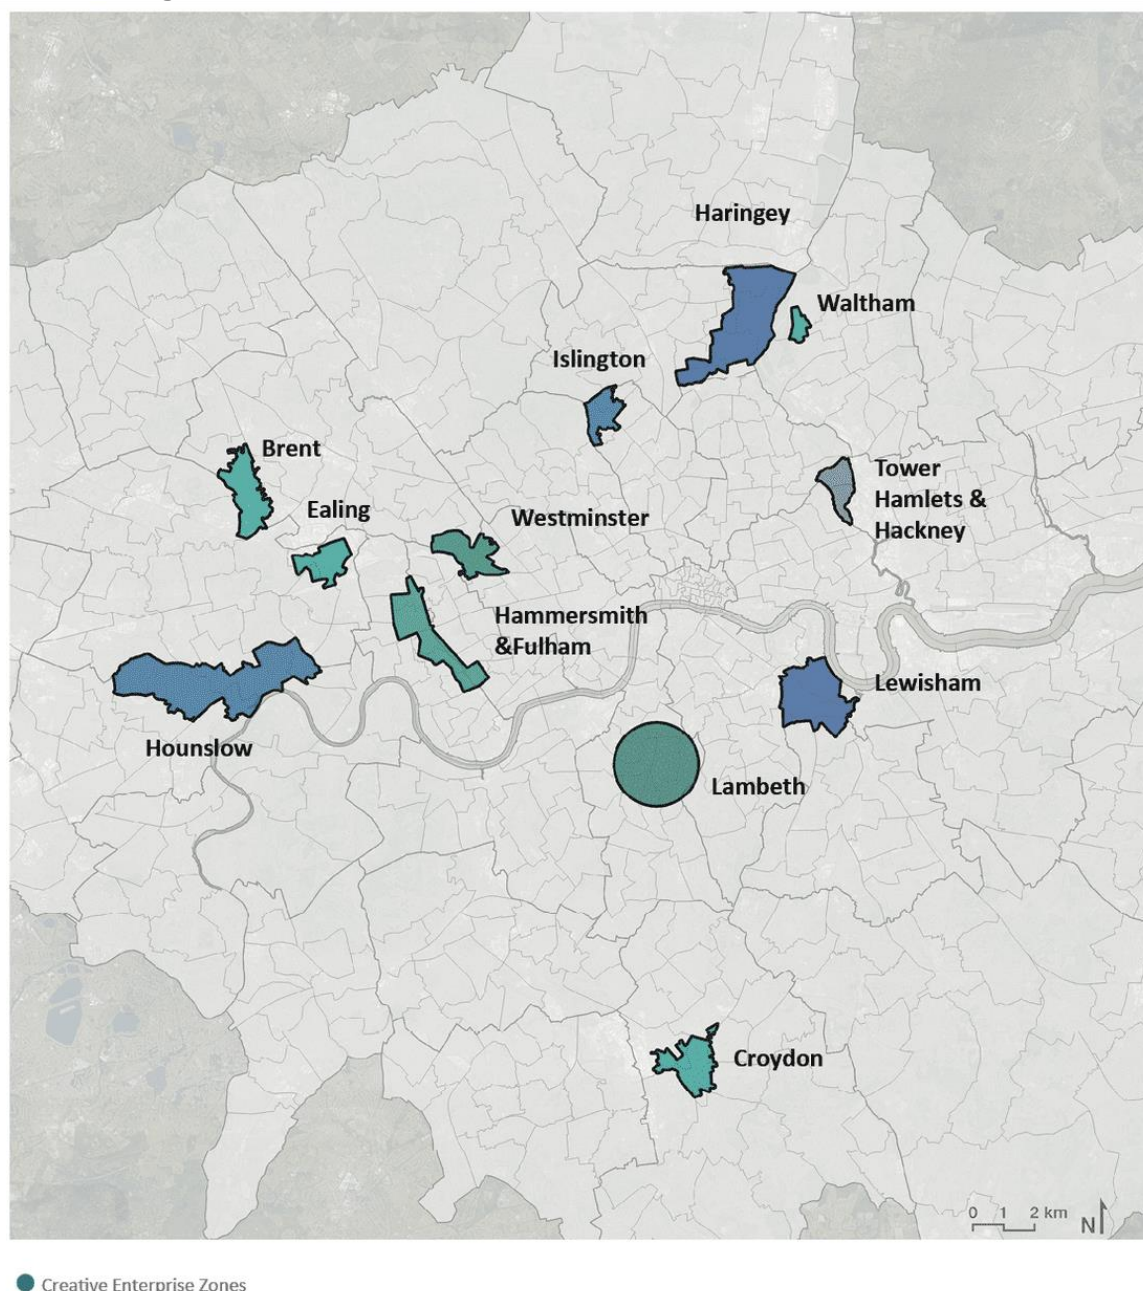 Haringey
Waltham
Islington
Brent
Tower
Hamlets &
Hackney
Ealing
Westminster
Hammersmith
&Fulham
Lewisham
Hounslow
Lambeth
Croydon
0 1 2 km
N
Creative Enterprise Zones